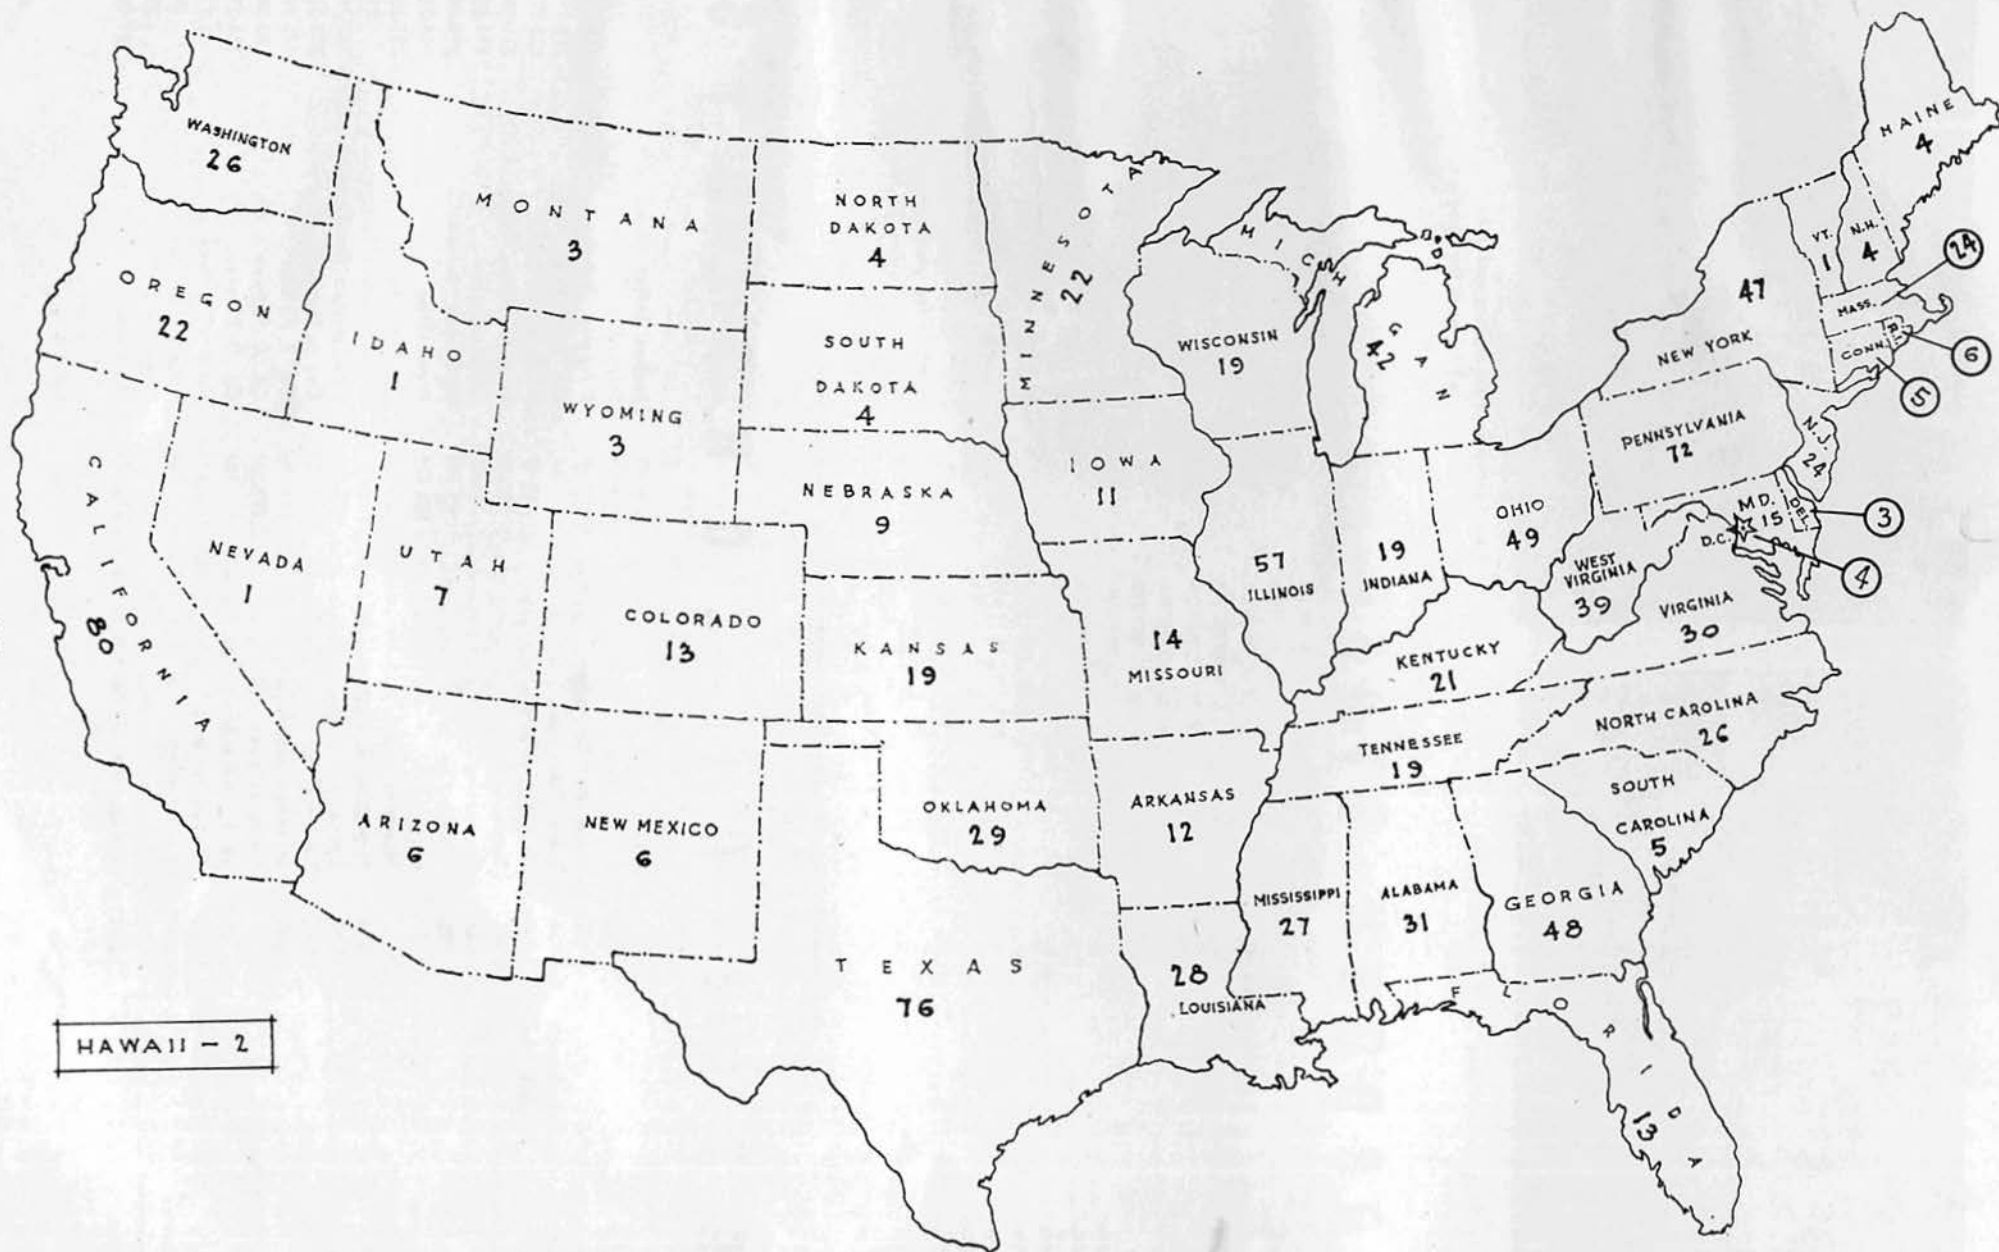 WASHINGTON
26
OREGON
22
CALIFORNIA
80
IDAHO
1
NEVADA
1
MONTANA
3
WYOMING
3
UTAH
7
COLORADO
13
ARIZONA
6
NEW MEXICO
6
NORTH
DAKOTA
4
SOUTH
DAKOTA
4
NEBRASKA
9
KANSAS
19
OKLAHOMA
29
TEXAS
76
MINNESOTA
22
IOWA
11
14
MISSOURI
ARKANSAS
12
28
LOUISIANA
WISCONSIN
19
MICHIGAN
42
57
ILLINOIS
19
INDIANA
OHIO
49
KENTUCKY
21
TENNESSEE
19
MISSISSIPPI
27
ALABAMA
31
GEORGIA
48
FLORIDA
13
SOUTH
CAROLINA
5
NORTH CAROLINA
26
VIRGINIA
30
WEST
VIRGINIA
39
PENNSYLVANIA
72
47
NEW YORK
MAINE
4
VT.
1
N.H.
4
MASS.
24
R.I.
6
CONN.
5
N.J.
24
MD.
15
DEL.
3
D.C.
4
HAWAII - 2